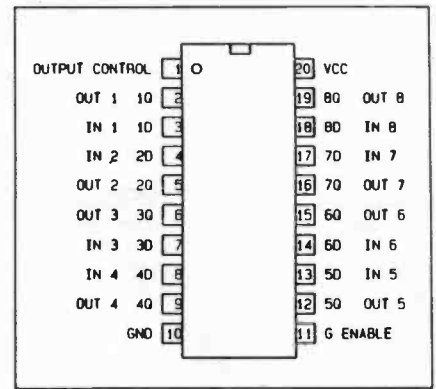 OUTPUT CONTROL 1 20 VCC
OUT 1 1Q 2 19 8Q OUT 8
IN 1 1D 3 18 8D IN 8
IN 2 2D 4 17 7D IN 7
OUT 2 2Q 5 16 7Q OUT 7
OUT 3 3Q 6 15 6Q OUT 6
IN 3 3D 7 14 6D IN 6
IN 4 4D 8 13 5D IN 5
OUT 4 4Q 9 12 5Q OUT 5
GND 10 11 G ENABLE